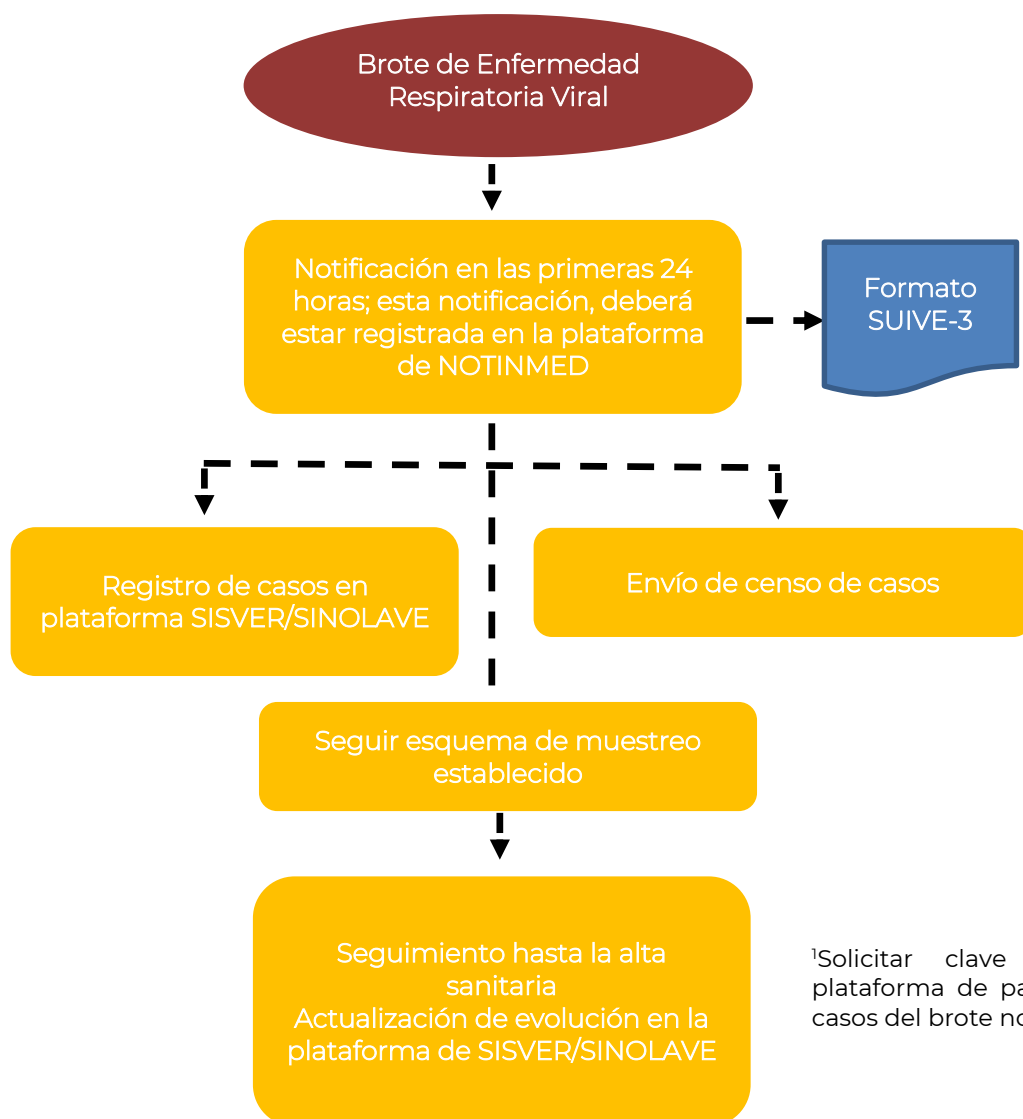 Brote de Enfermedad
Respiratoria Viral
Notificación en las primeras 24
horas; esta notificación, deberá
estar registrada en la plataforma
de NOTINMED
Formato
SUIVE-3
Registro de casos en
plataforma SISVER/SINOLAVE
Envío de censo de casos
Seguir esquema de muestreo
establecido
Seguimiento hasta la alta
sanitaria
Actualización de evolución en la
plataforma de SISVER/SINOLAVE
¹Solicitar clave
plataforma de
casos del brote